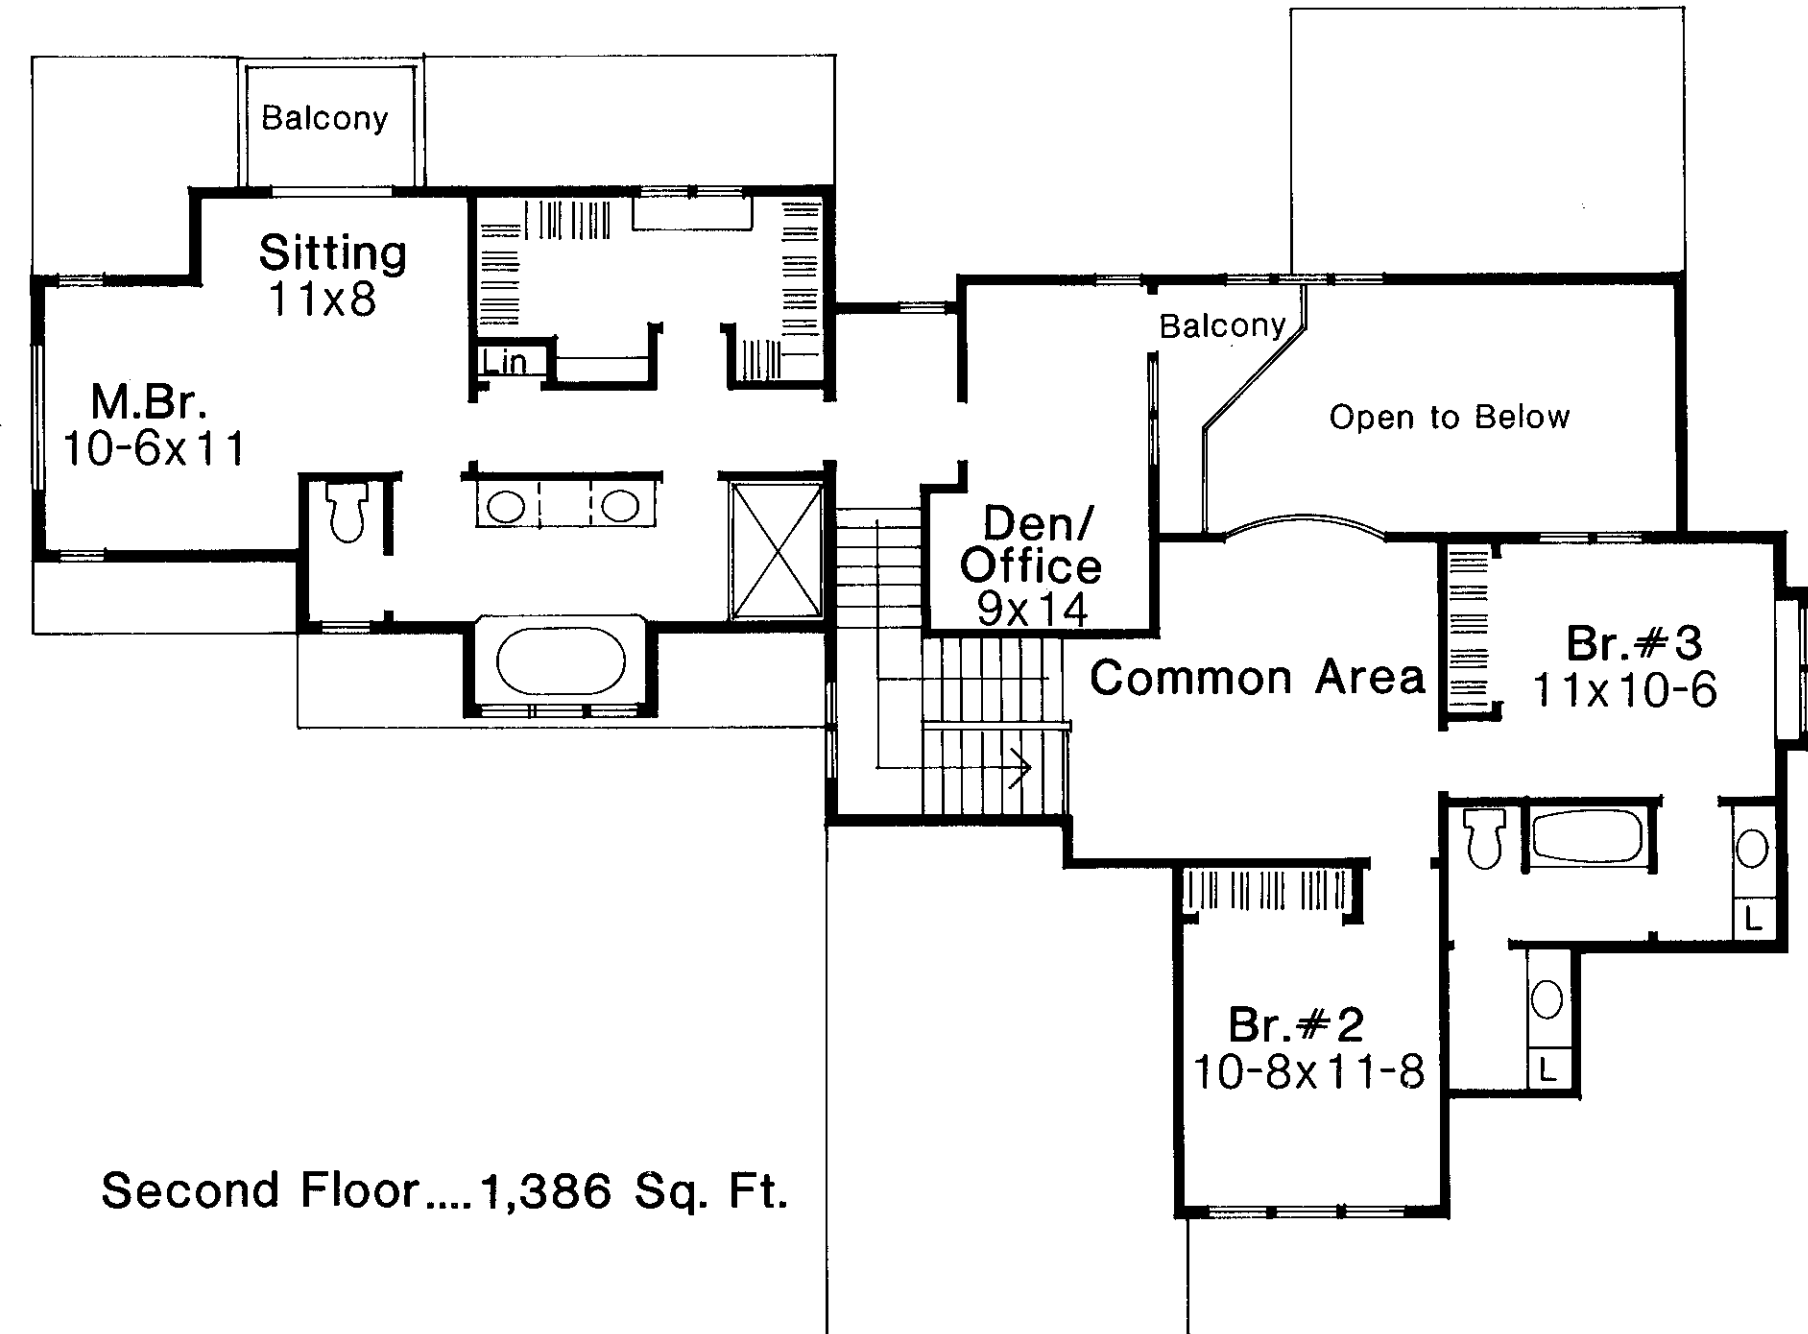 Balcony
Sitting
11x8
Lin
M.Br.
10-6x11
Balcony
Open to Below
Den/
Office
9x14
Common Area
Br.#3
11x10-6
L
Br.#2
10-8x11-8
L
Second Floor....1,386 Sq. Ft.